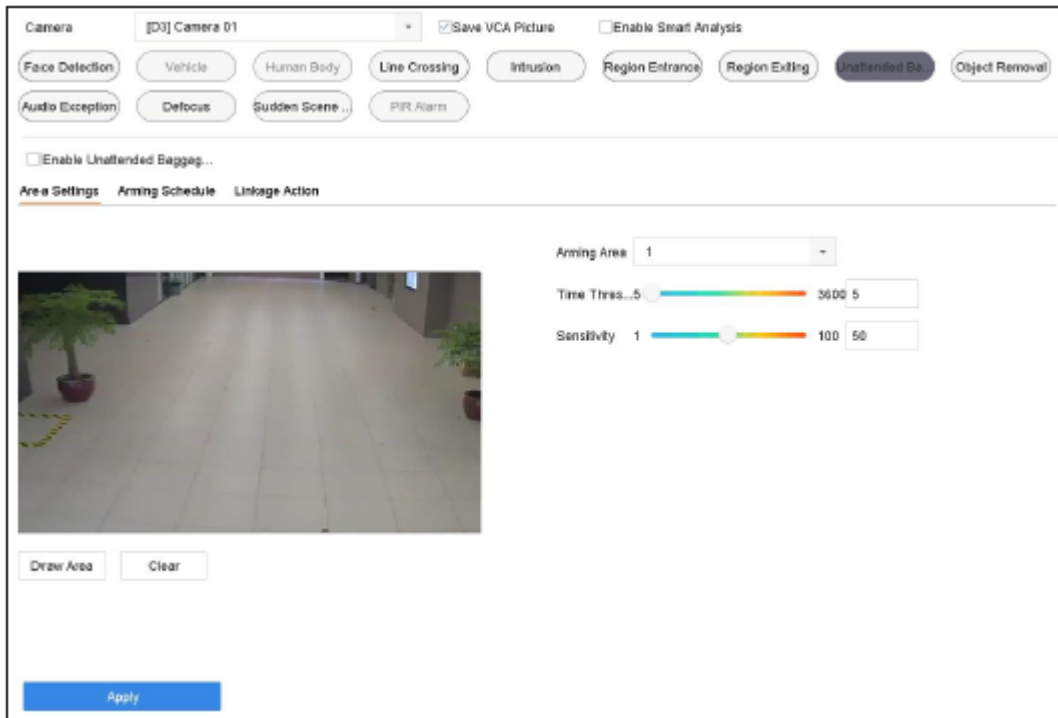 Camera [D3] Camera 01 Save VCA Picture Enable Smart Analysis
Face Detection Vehicle Human Body Line Crossing Intrusion Region Entrance Region Exiting Unattended Ba... Object Removal
Audio Exception Defocus Sudden Scene ... PIR Alarm
Enable Unattended Baggag...
Area Settings Arming Schedule Linkage Action
Arming Area 1
Time Thres...5 3600 5
Sensitivity 1 100 50
Draw Area Clear
Apply